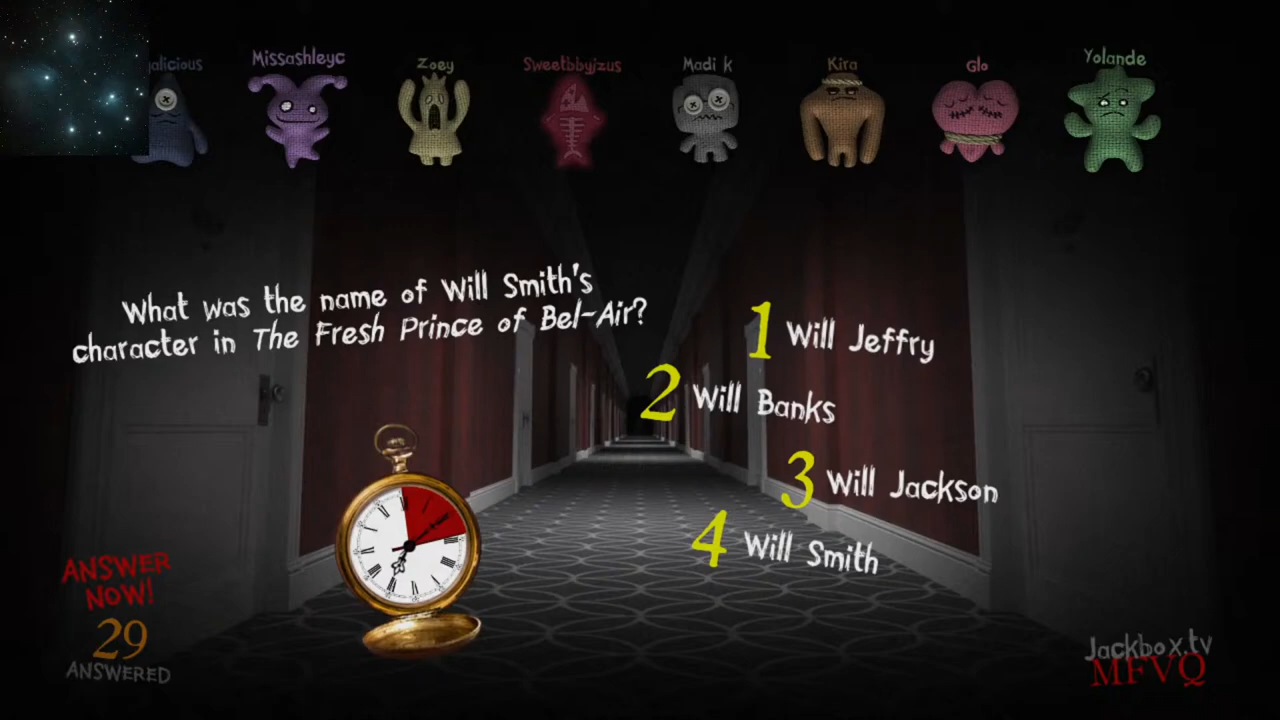 Missashleyc
Zoey
Sweetbbyjzus
Madi k
Kira
Glo
Yolande
What was the name of Will Smith's
character in The Fresh Prince of Bel-Air?
1 Will Jeffry
2 Will Banks
3 Will Jackson
4 Will Smith
ANSWER
NOW!
29
ANSWERED
Jackbox.tv
MFVQ